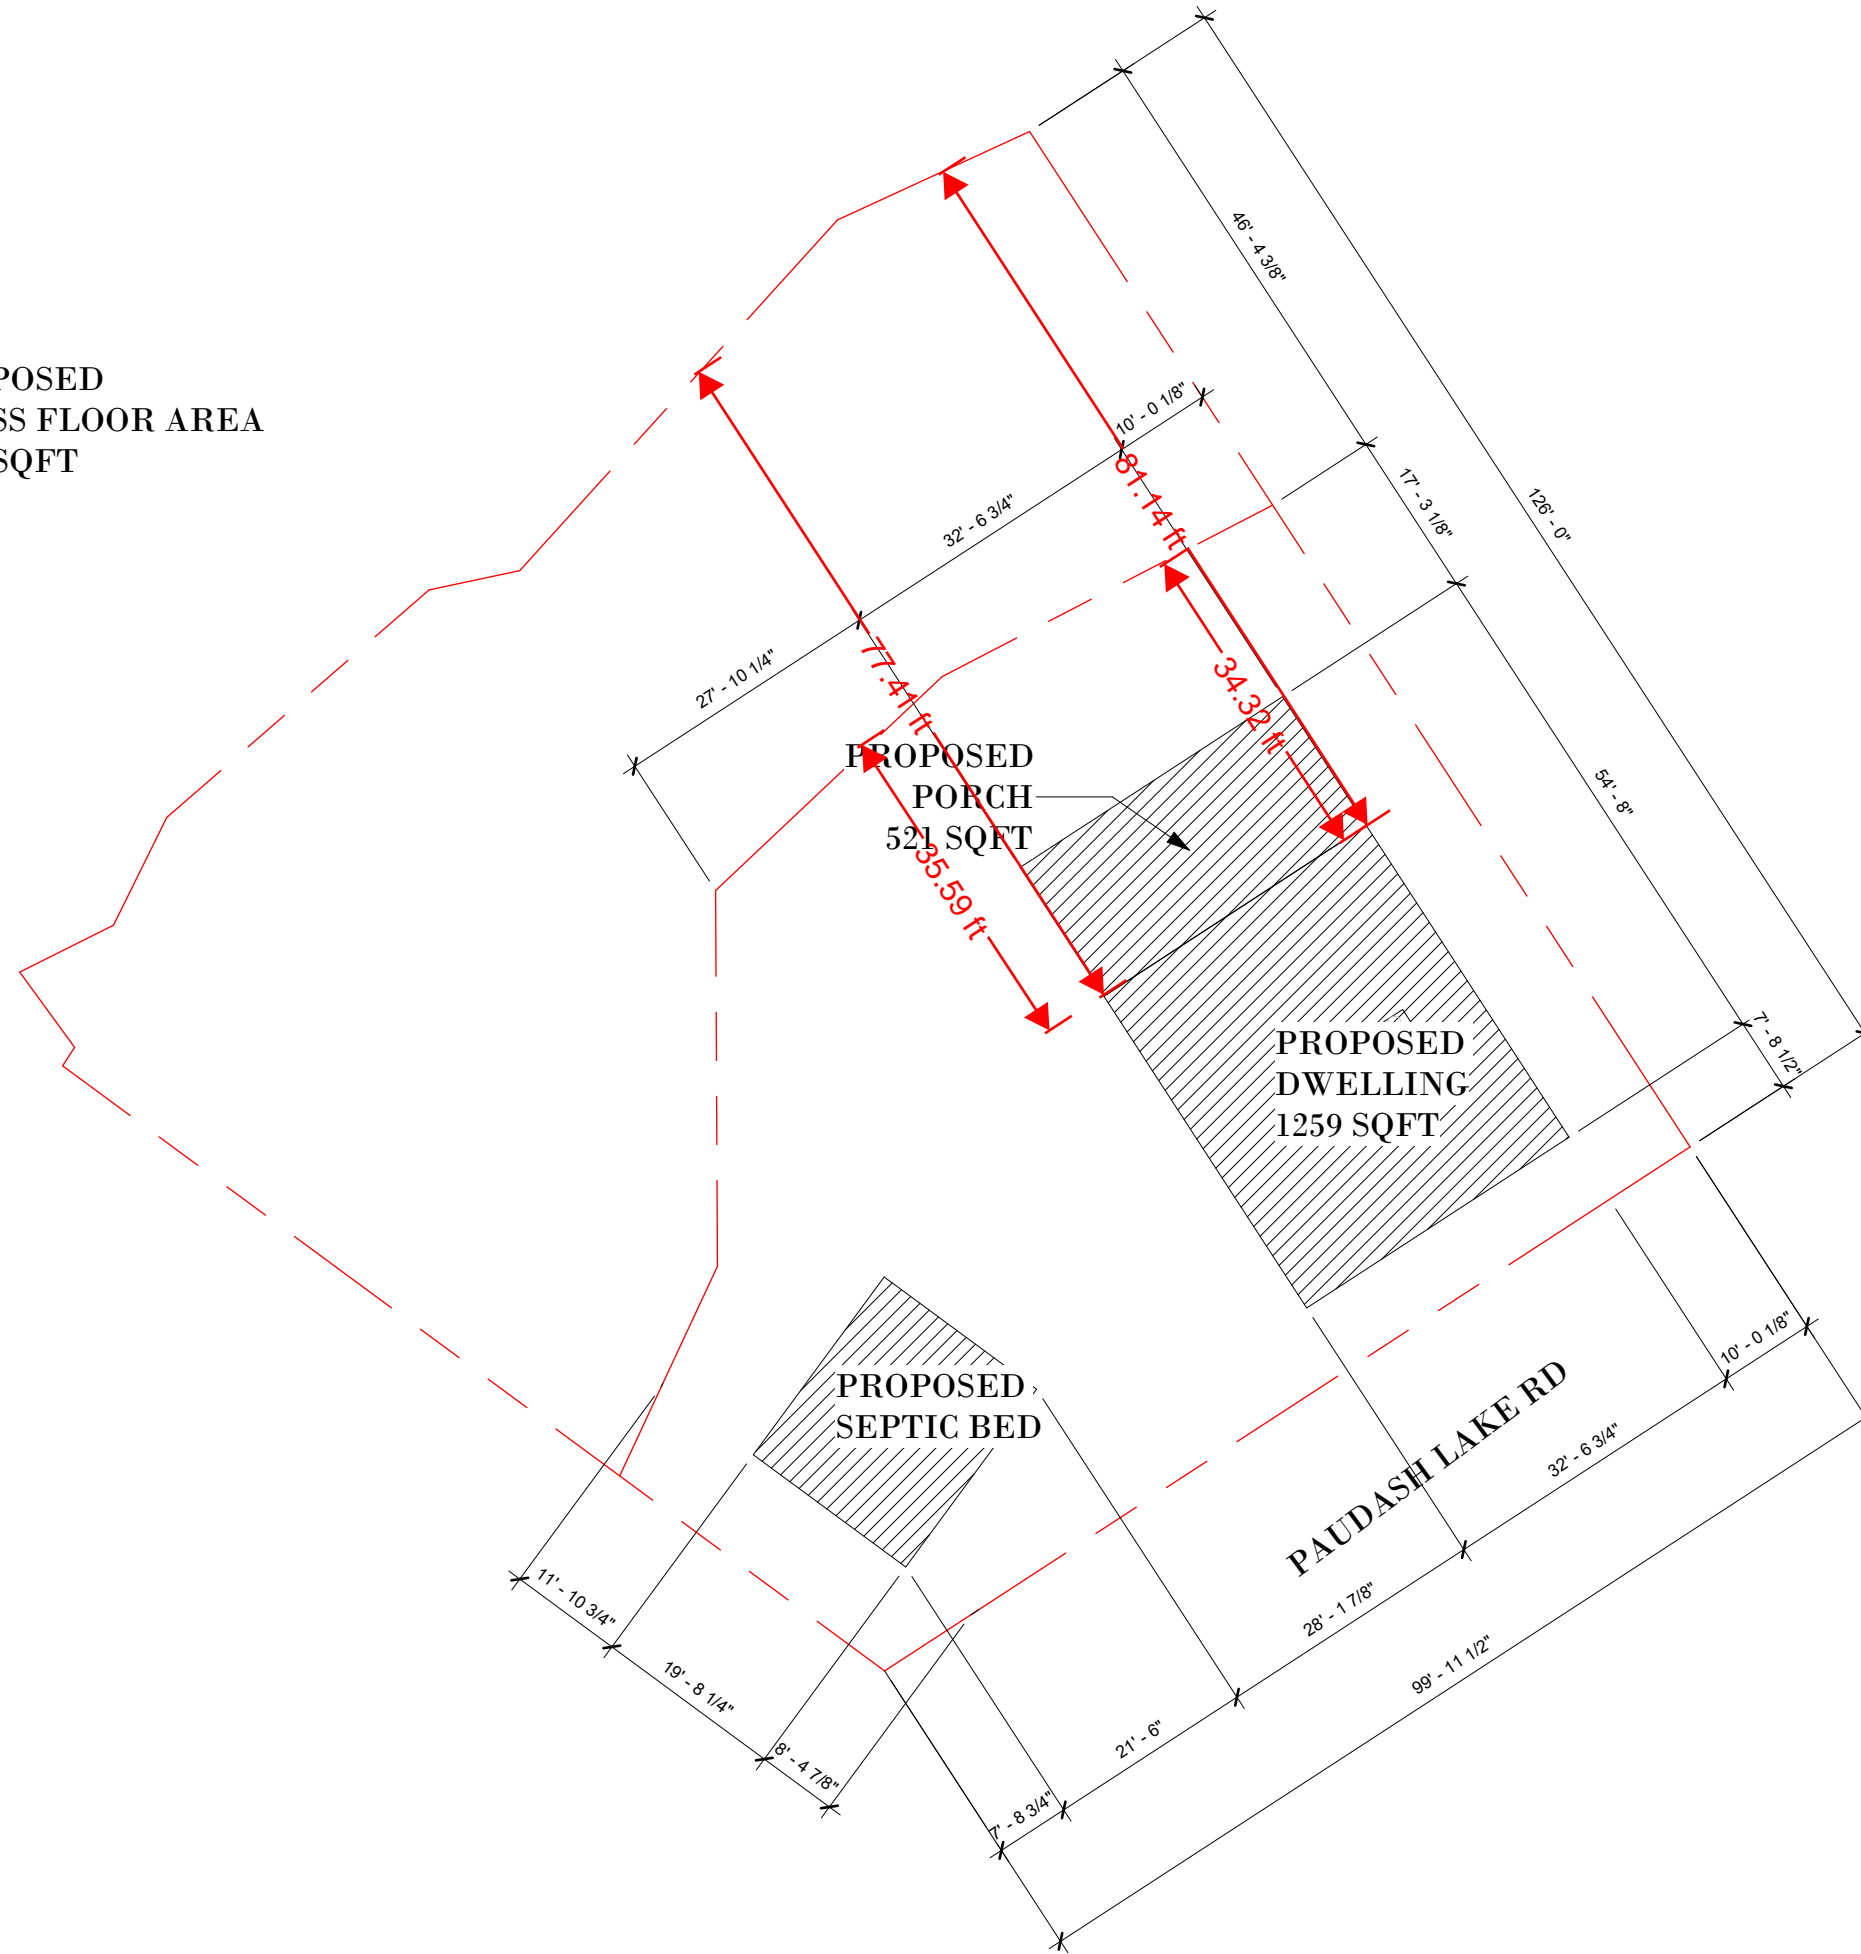 POSED
SS FLOOR AREA
SQFT
46' - 4 3/8"
10' - 0 1/8"
81.14 ft
17' - 3 1/8"
126' - 0"
32' - 6 3/4"
27' - 10 1/4"
77.41 ft
34.32 ft
PROPOSED
PORCH
521 SQFT
35.59 ft
54' - 8"
7' - 8 1/2"
PROPOSED
DWELLING
1259 SQFT
PROPOSED
SEPTIC BED
PAUDASH LAKE RD
10' - 0 1/8"
32' - 6 3/4"
28' - 1 7/8"
99' - 11 1/2"
21' - 6"
7' - 8 3/4"
11' - 10 3/4"
19' - 8 1/4"
8' - 4 7/8"